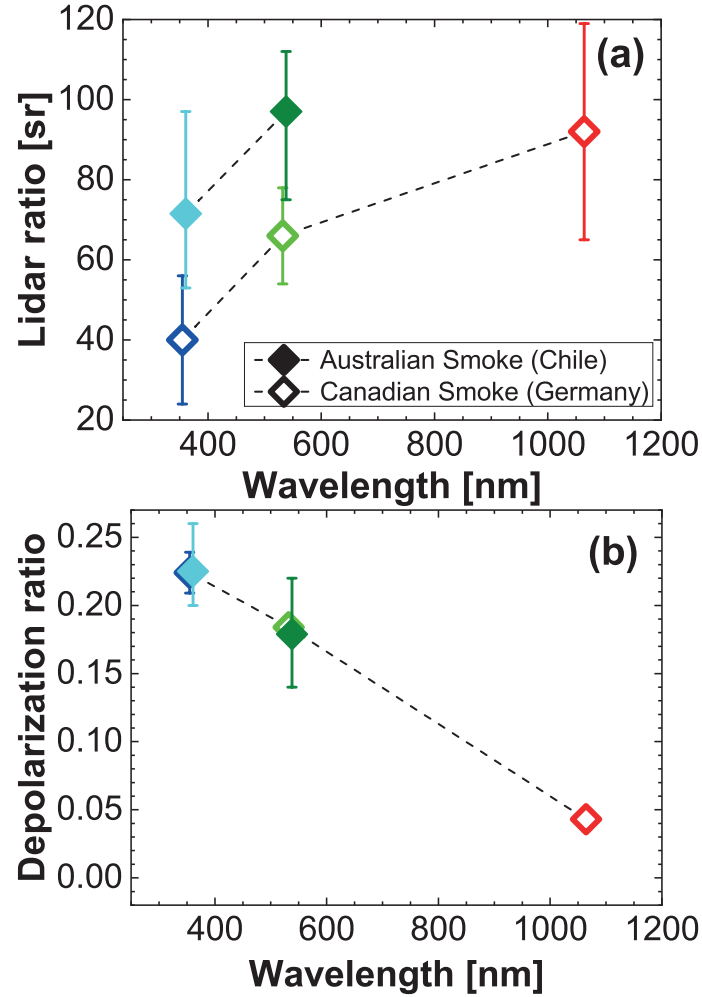 120
100
80
60
40
20
Lidar ratio [sr]
(a)
Australian Smoke (Chile)
Canadian Smoke (Germany)
400 600 800 1000 1200
Wavelength [nm]
0.25
0.20
0.15
0.10
0.05
0.00
Depolarization ratio
(b)
400 600 800 1000 1200
Wavelength [nm]